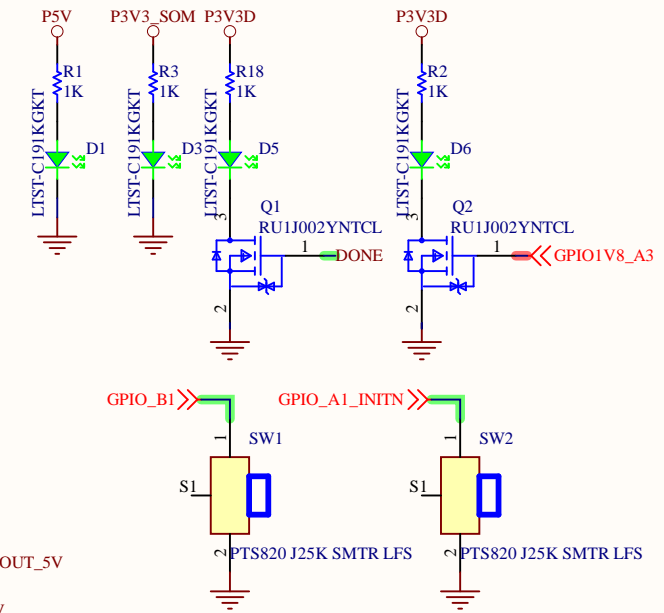 P5V P3V3_SOM P3V3D P3V3D
R1 R3 R18 R2
1K 1K 1K 1K
LTST-C191KGKT LTST-C191KGKT LTST-C191KGKT LTST-C191KGKT
D1 D3 D5 D6
3 Q1 3 Q2
RU1J002YNTCL RU1J002YNTCL
1 DONE 1 GPIO1V8_A3
2 2
GPIO_B1 GPIO_A1_INITN
1 SW1 1 SW2
S1 S1
2 PTS820 J25K SMTR LFS 2 PTS820 J25K SMTR LFS
OUT_5V